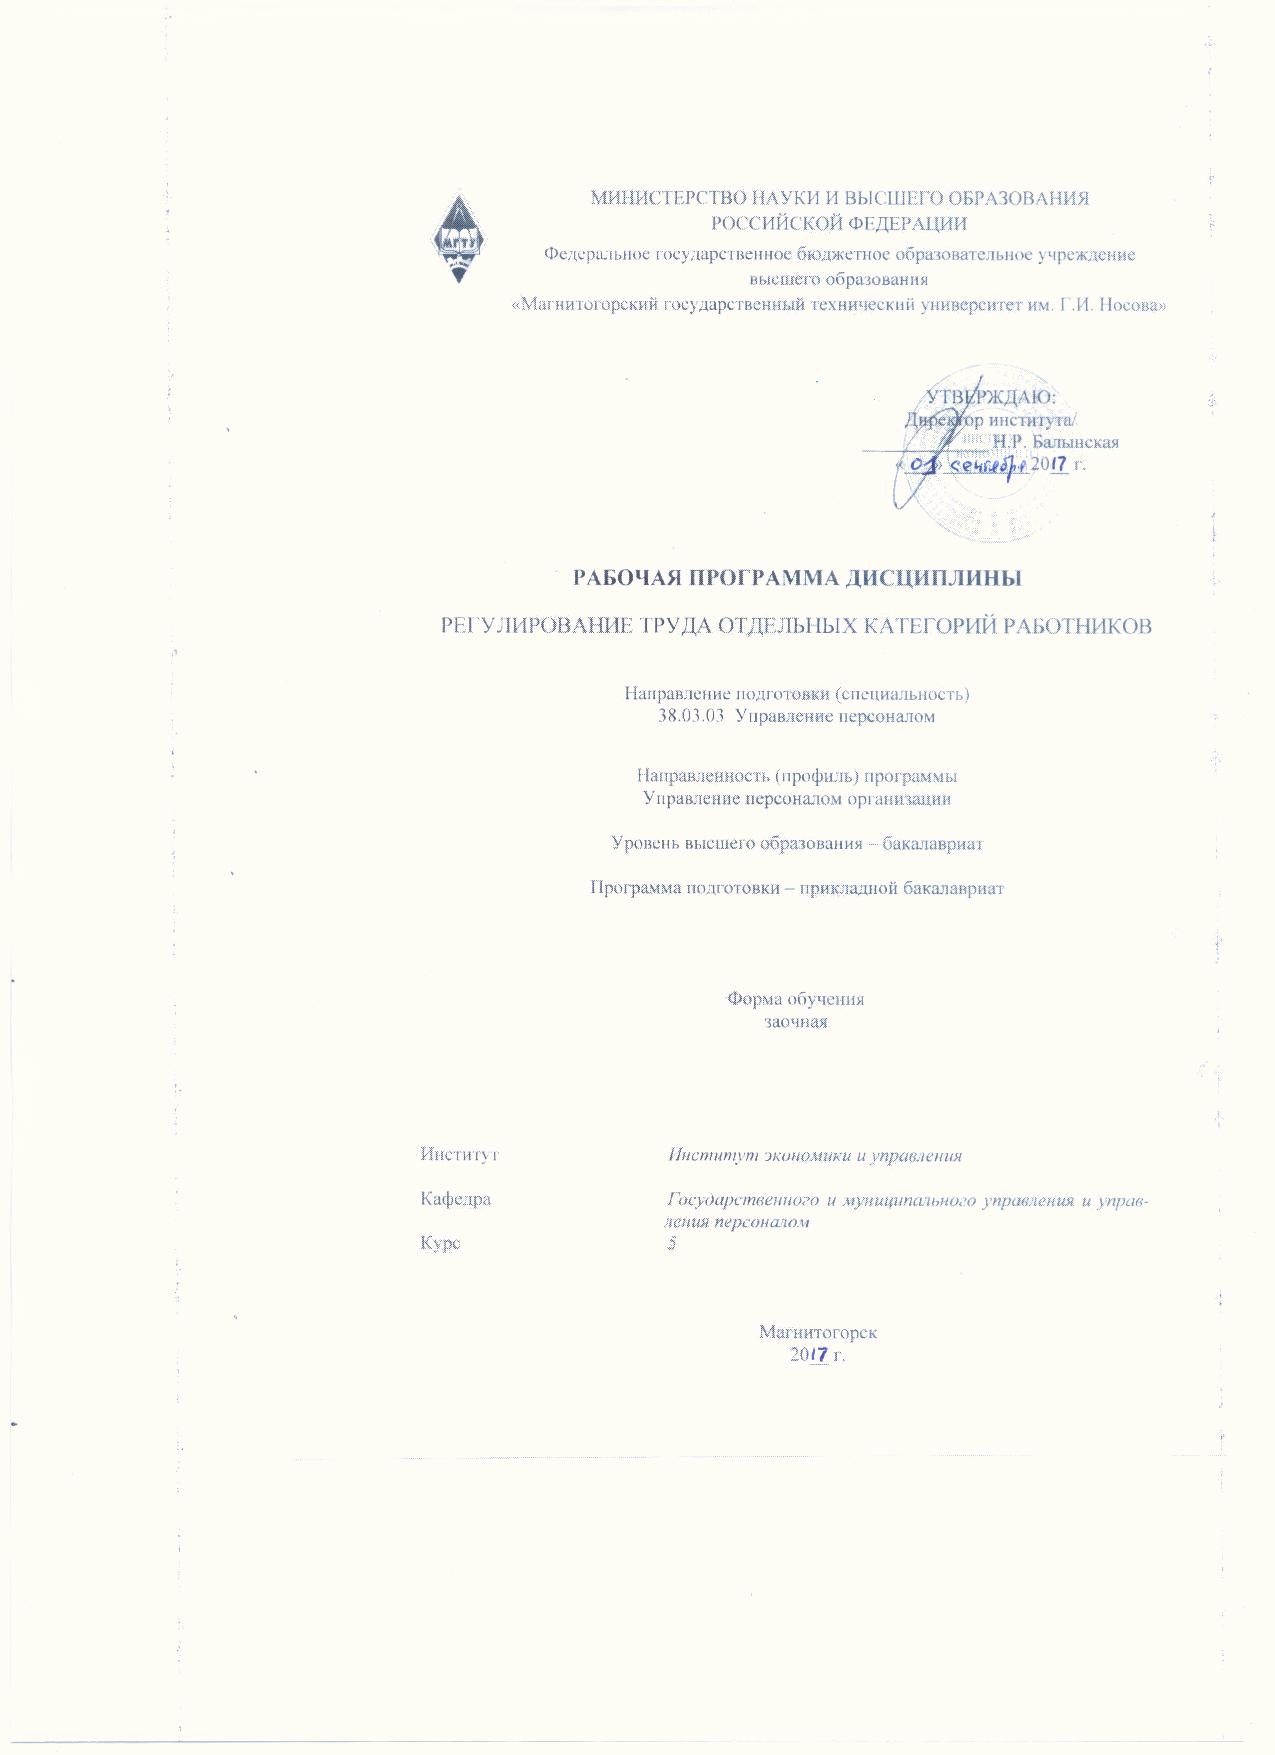 МИНИСТЕРСТВО НАУКИ И ВЫСШЕГО ОБРАЗОВАНИЯ
РОССИЙСКОЙ ФЕДЕРАЦИИ
Федеральное государственное бюджетное образовательное учреждение
высшего образования
«Магнитогорский государственный технический университет им. Г.И. Носова»
МГТУ
УТВЕРЖДАЮ:
Директор института/
Н.Р. Балынская
«01» сентября 2017 г.
РАБОЧАЯ ПРОГРАММА ДИСЦИПЛИНЫ
РЕГУЛИРОВАНИЕ ТРУДА ОТДЕЛЬНЫХ КАТЕГОРИЙ РАБОТНИКОВ
Направление подготовки (специальность)
38.03.03 Управление персоналом
Направленность (профиль) программы
Управление персоналом организации
Уровень высшего образования – бакалавриат
Программа подготовки – прикладной бакалавриат
Форма обучения
заочная
Институт Институт экономики и управления
Кафедра Государственного и муниципального управления и управ-
ления персоналом
Курс 5
Магнитогорск
2017 г.